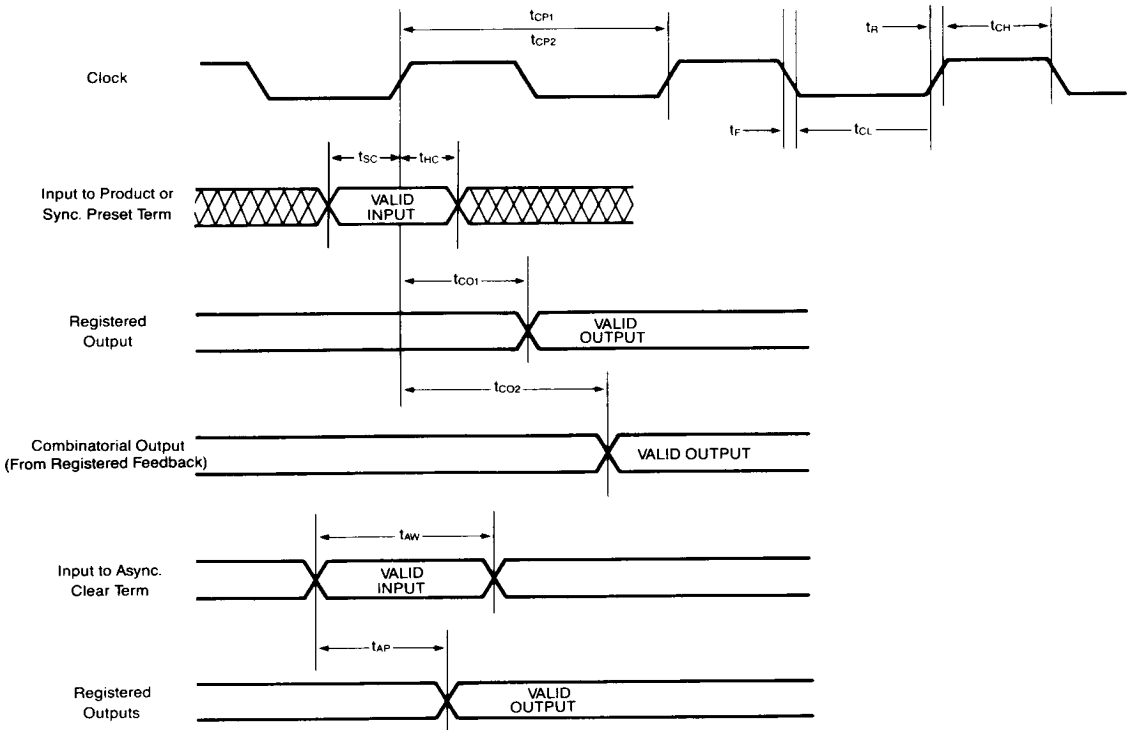 tCP1
tCP2
tR
tCH
Clock
tF
tCL
tSC
tHC
Input to Product or
Sync. Preset Term
VALID
INPUT
tCO1
Registered
Output
VALID
OUTPUT
tCO2
Combinatorial Output
(From Registered Feedback)
VALID OUTPUT
tAW
Input to Async.
Clear Term
VALID
INPUT
tAP
Registered
Outputs
VALID
OUTPUT